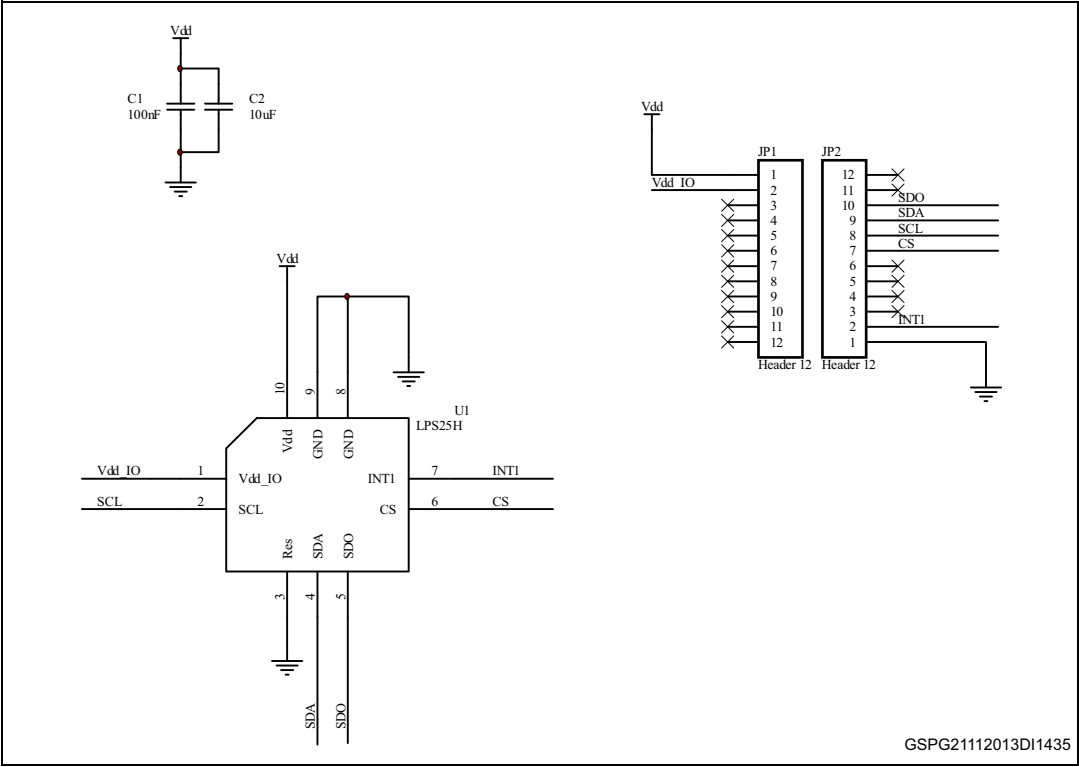 Vdd
C1
100nF
C2
10uF
Vdd
Vdd_IO
JP1
1
2
3
4
5
6
7
8
9
10
11
12
Header 12
JP2
12
11
10
9
8
7
6
5
4
3
2
1
Header 12
SDO
SDA
SCL
CS
INT1
Vdd
10
9
8
U1
LPS25H
Vdd
GND
GND
Vdd_IO
1
Vdd_IO
INT1
7
INT1
SCL
2
SCL
CS
6
CS
Res
SDA
SDO
3
4
5
SDA
SDO
GSPG21112013DI1435